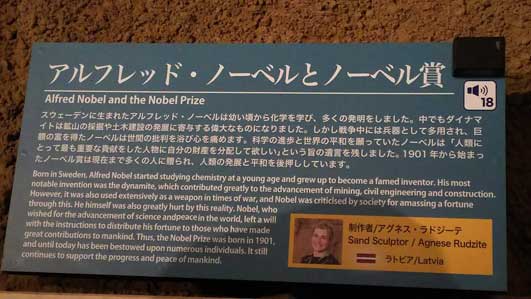 アルフレッド・ノーベルとノーベル賞
Alfred Nobel and the Nobel Prize
18
スウェーデンに生まれたアルフレッド・ノーベルは幼い頃から化学を学び、多くの発明をしました。中でもダイナマ
イトは鉱山の採掘や土木建設の発展に寄与する偉大なものになりました。しかし戦争中には兵器として多用され、巨
額の富を得たノーベルは世間の批判を浴び心を痛めます。科学の進歩と世界の平和を願っていたノーベルは「人類に
とって最も重要な貢献をした人物に自分の財産を分配して欲しい」という旨の遺言を残しました。1901 年から始まっ
たノーベル賞は現在まで多くの人に贈られ、人類の発展と平和を後押ししています。
Born in Sweden, Alfred Nobel started studying chemistry at a young age and grew up to become a famed inventor. His most
notable invention was the dynamite, which contributed greatly to the advancement of mining, civil engineering and construction.
However, it was also used extensively as a weapon in times of war, and Nobel was criticised by society for amassing a fortune
through this. He himself was also greatly hurt by this reality. Nobel, who
wished for the advancement of science andpeace in the world, left a will
with the instructions to distribute his fortune to those who have made
great contributions to mankind. Thus, the Nobel Prize was born in 1901,
and until today has been bestowed upon numerous individuals. It still
continues to support the progress and peace of mankind.
制作者/アグネス・ラドジーテ
Sand Sculptor / Agnese Rudzite
ラトビア/Latvia